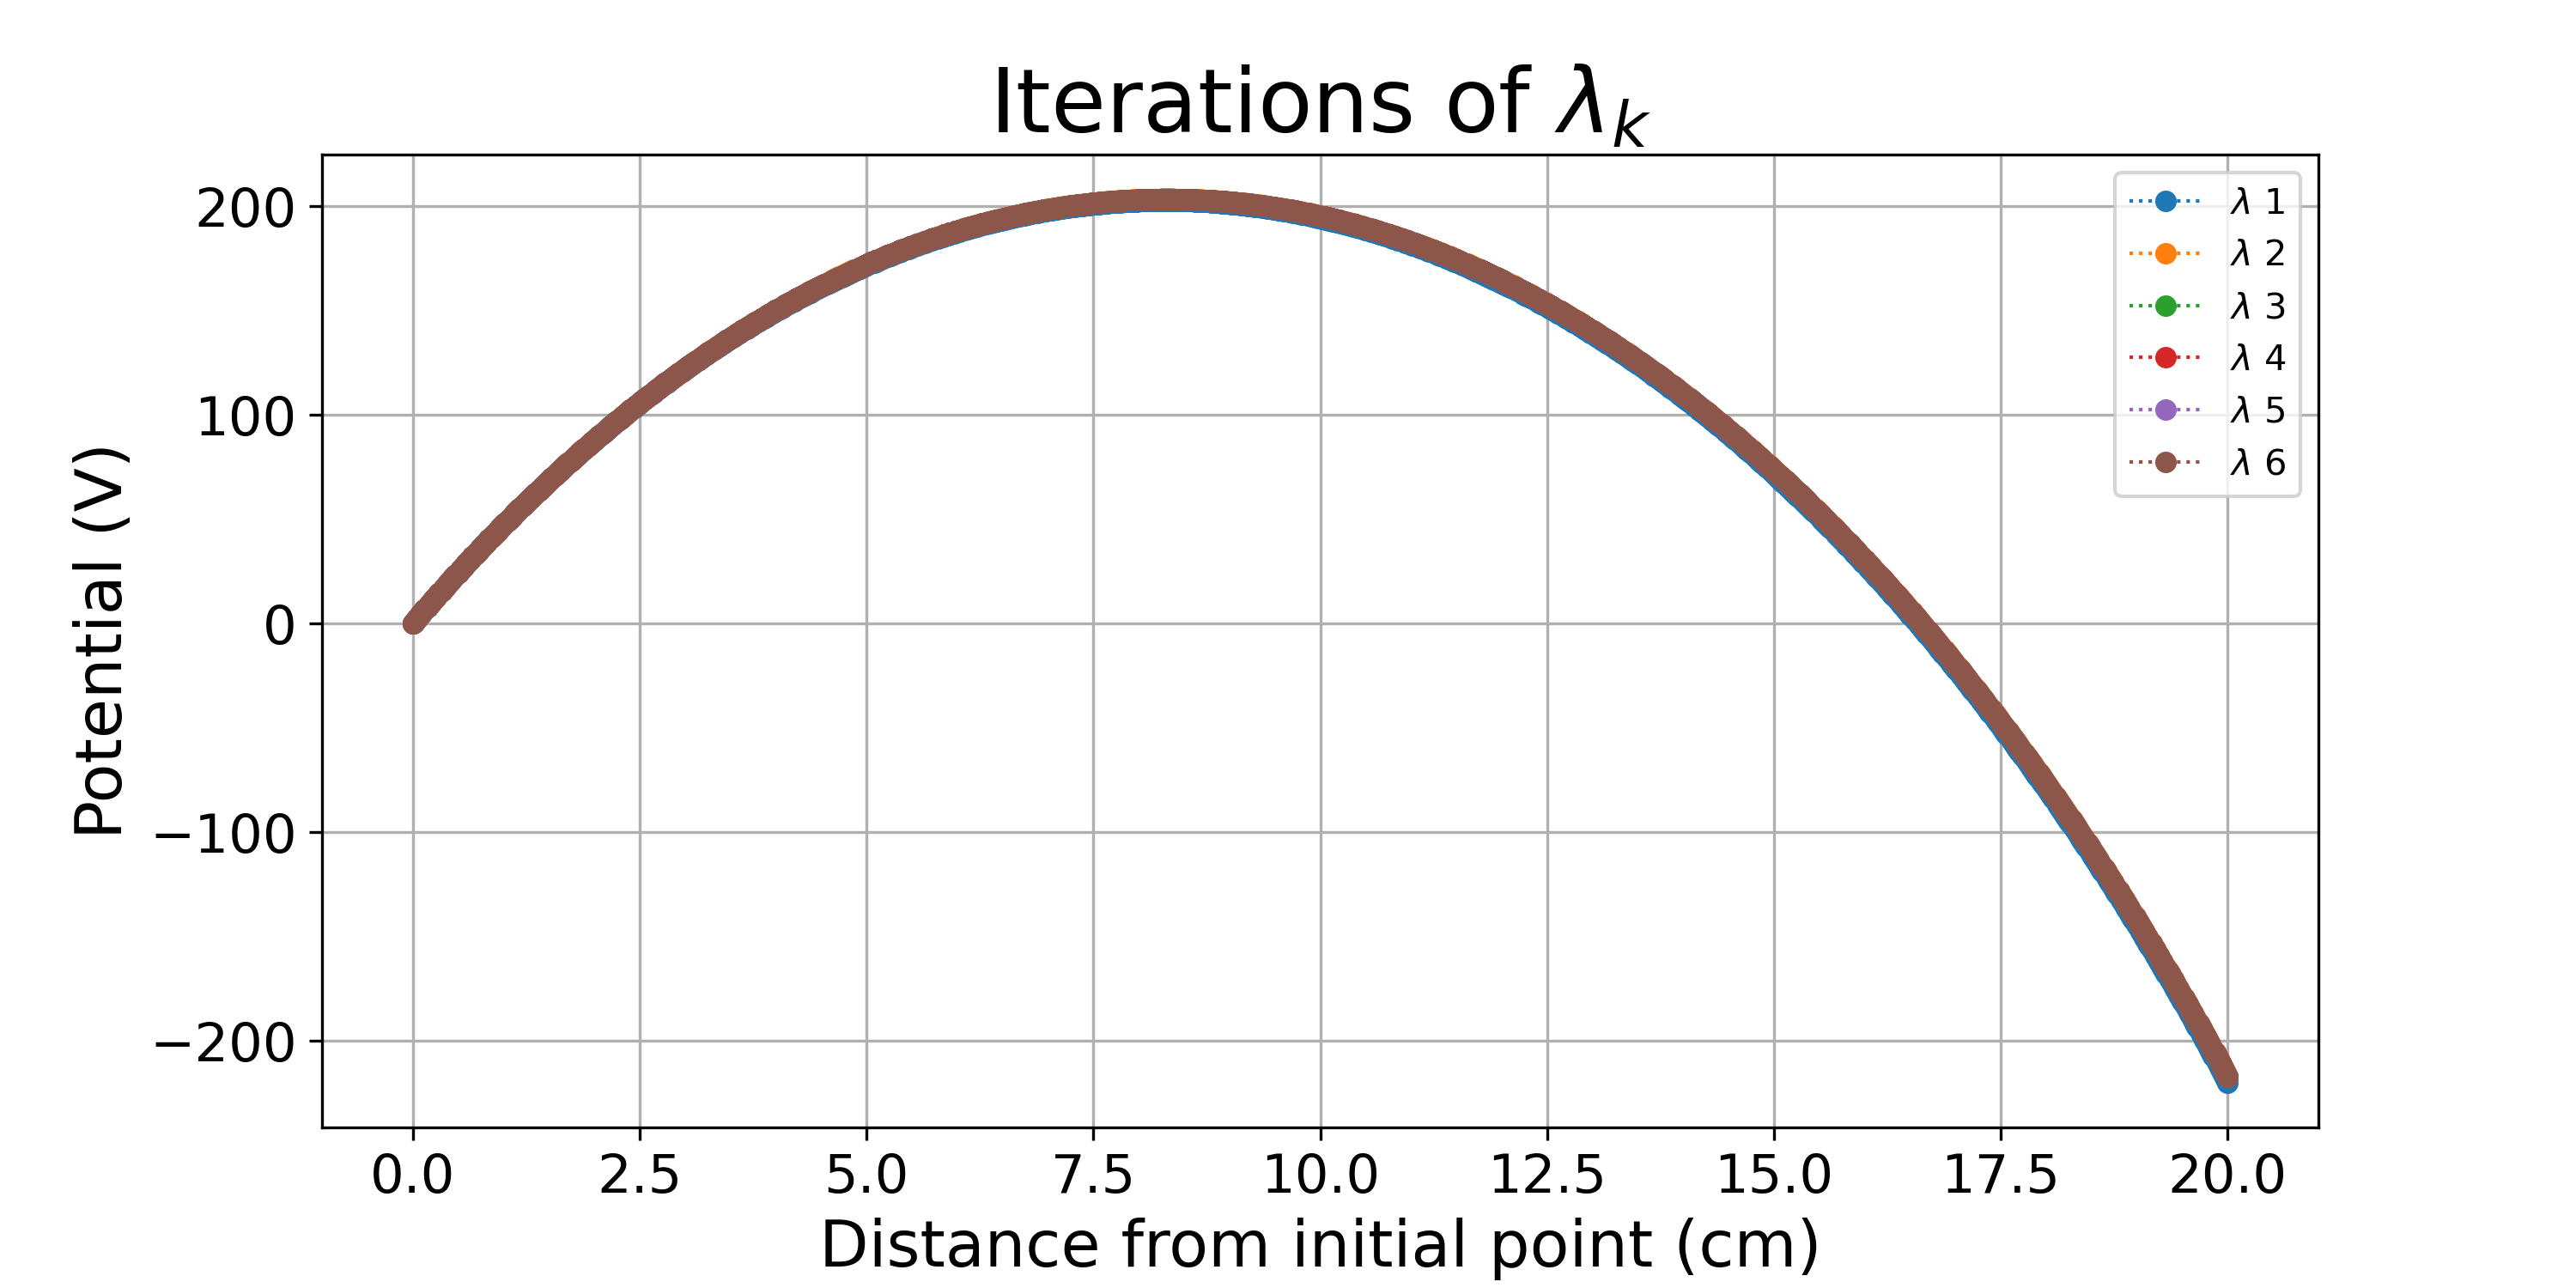 Iterations of λk
Potential (V)
200
100
0
−100
−200
0.0 2.5 5.0 7.5 10.0 12.5 15.0 17.5 20.0
Distance from initial point (cm)
λ 1
λ 2
λ 3
λ 4
λ 5
λ 6